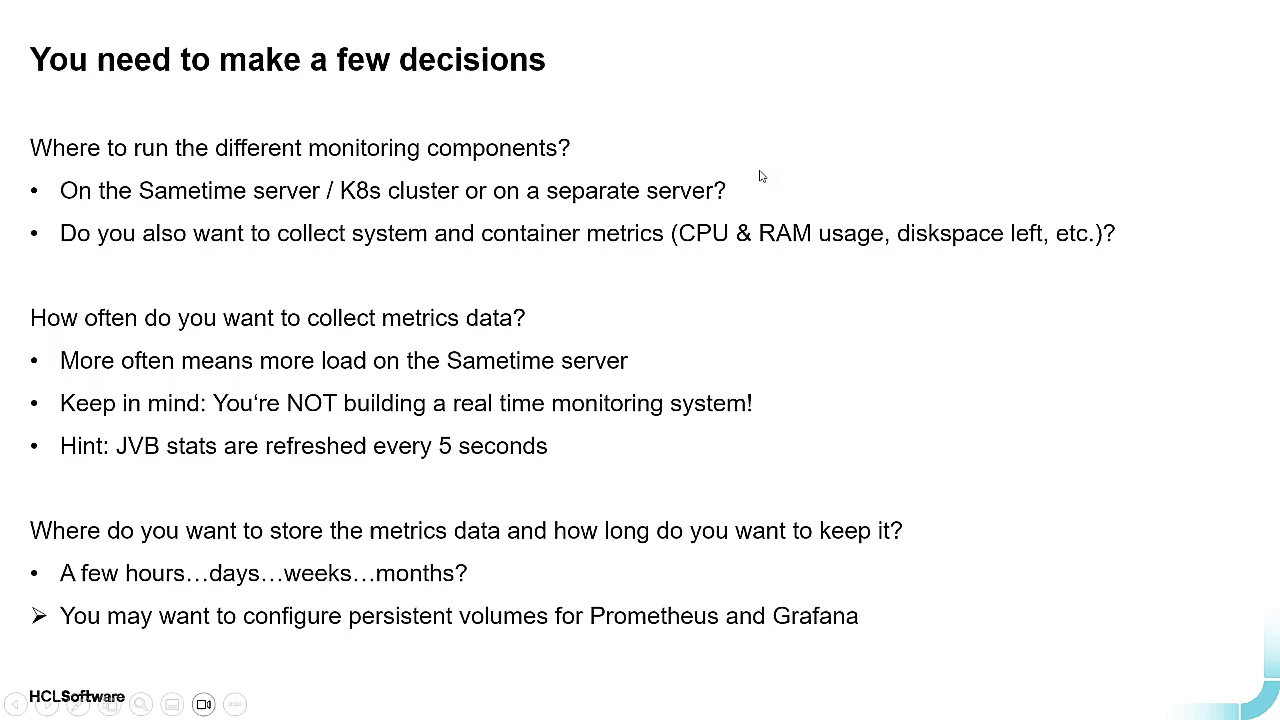 You need to make a few decisions
Where to run the different monitoring components?
• On the Sametime server / K8s cluster or on a separate server?
• Do you also want to collect system and container metrics (CPU & RAM usage, diskspace left, etc.)?
How often do you want to collect metrics data?
• More often means more load on the Sametime server
• Keep in mind: You‘re NOT building a real time monitoring system!
• Hint: JVB stats are refreshed every 5 seconds
Where do you want to store the metrics data and how long do you want to keep it?
• A few hours…days…weeks…months?
➢ You may want to configure persistent volumes for Prometheus and Grafana
HCLSoftware